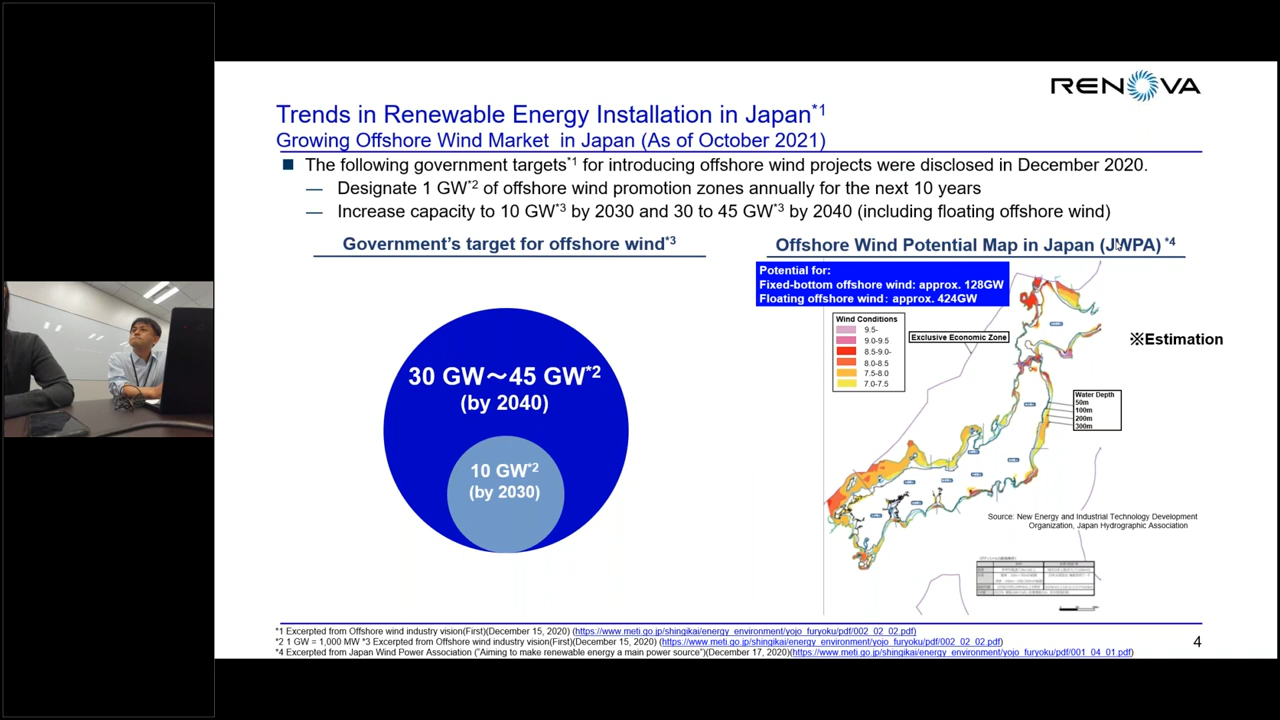 RENOVA
Trends in Renewable Energy Installation in Japan*1
Growing Offshore Wind Market in Japan (As of October 2021)
■ The following government targets*1 for introducing offshore wind projects were disclosed in December 2020.
— Designate 1 GW*2 of offshore wind promotion zones annually for the next 10 years
— Increase capacity to 10 GW*3 by 2030 and 30 to 45 GW*3 by 2040 (including floating offshore wind)
Government's target for offshore wind*3
30 GW～45 GW*2
(by 2040)
10 GW*2
(by 2030)
Offshore Wind Potential Map in Japan (JWPA) *4
Potential for:
Fixed-bottom offshore wind: approx. 128GW
Floating offshore wind: approx. 424GW
Wind Conditions
9.5-
9.0-9.5
8.5-9.0-
8.0-8.5
7.5-8.0
7.0-7.5
Exclusive Economic Zone
※Estimation
Water Depth
50m
100m
200m
300m
Source: New Energy and Industrial Technology Development
Organization, Japan Hydrographic Association
*1 Excerpted from Offshore wind industry vision(First)(December 15, 2020) (https://www.meti.go.jp/shingikai/energy_environment/yojo_furyoku/pdf/002_02_02.pdf)
*2 1 GW = 1,000 MW *3 Excerpted from Offshore wind industry vision(First)(December 15, 2020) (https://www.meti.go.jp/shingikai/energy_environment/yojo_furyoku/pdf/002_02_02.pdf)
*4 Excerpted from Japan Wind Power Association ("Aiming to make renewable energy a main power source")(December 17, 2020)(https://www.meti.go.jp/shingikai/energy_environment/yojo_furyoku/pdf/001_04_01.pdf)
4